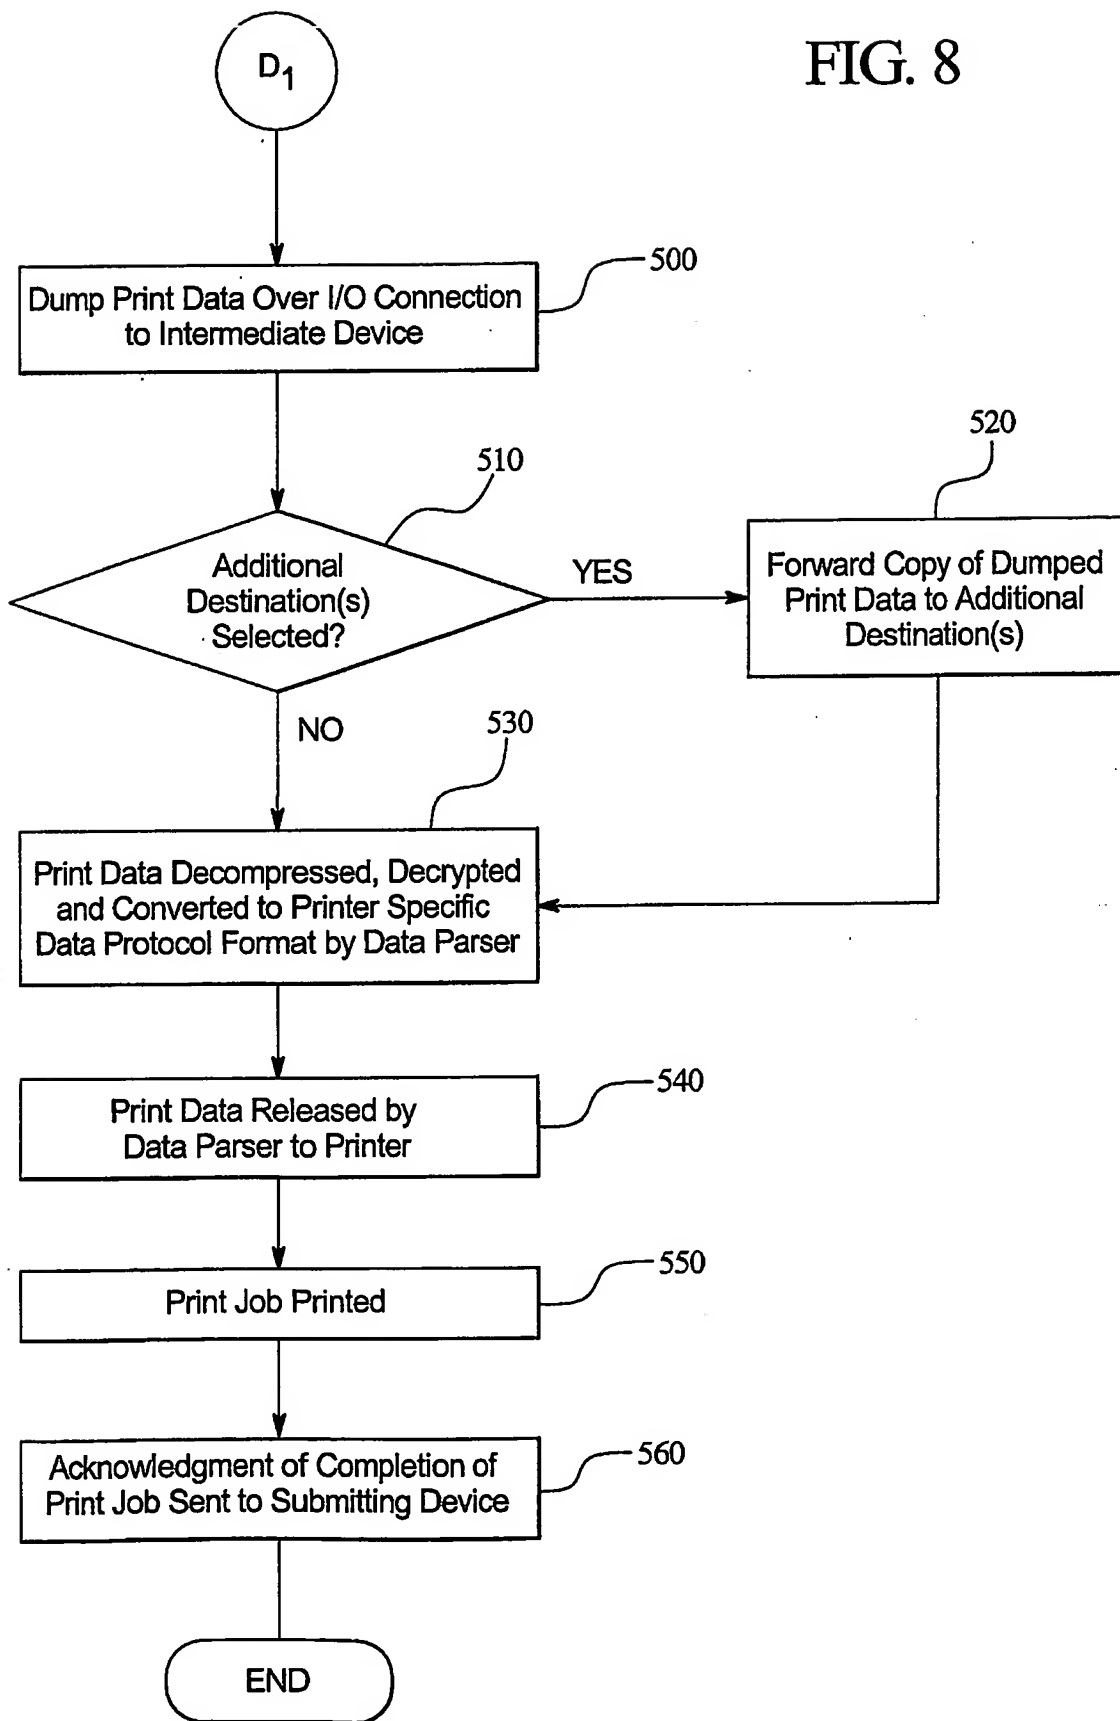 D1
FIG. 8
500
Dump Print Data Over I/O Connection
to Intermediate Device
510
520
Additional
Destination(s)
Selected?
YES
Forward Copy of Dumped
Print Data to Additional
Destination(s)
NO
530
Print Data Decompressed, Decrypted
and Converted to Printer Specific
Data Protocol Format by Data Parser
540
Print Data Released by
Data Parser to Printer
550
Print Job Printed
560
Acknowledgment of Completion of
Print Job Sent to Submitting Device
END